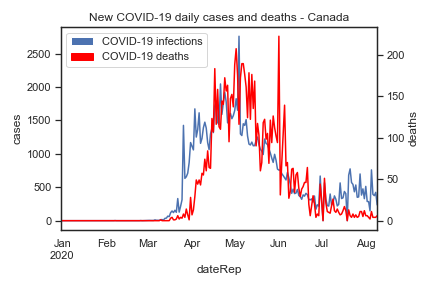 New COVID-19 daily cases and deaths - Canada
COVID-19 infections
COVID-19 deaths
2500
2000
1500
1000
500
0
cases
200
150
100
50
0
deaths
Jan Feb Mar Apr May Jun Jul Aug
2020
dateRep